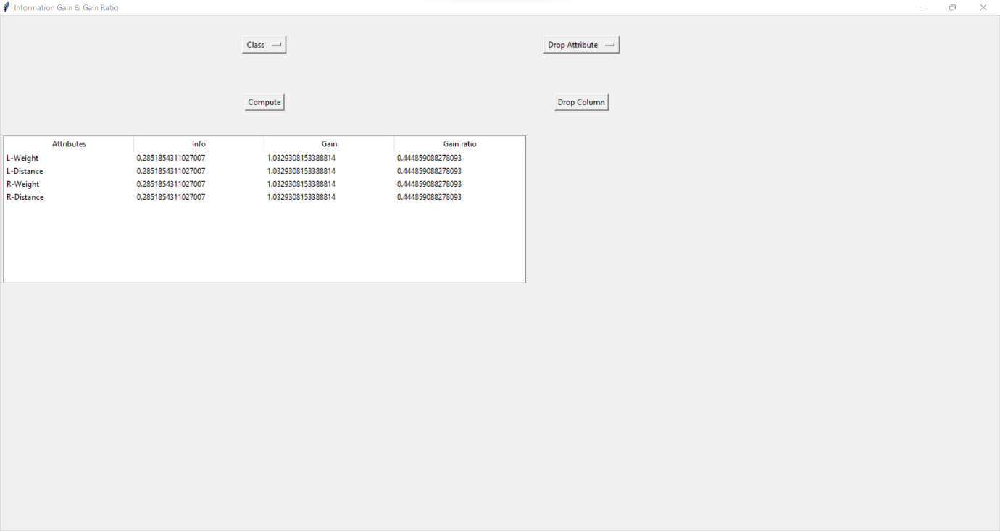 Information Gain & Gain Ratio
Class Drop Attribute
Compute Drop Column
Attributes Info Gain Gain ratio
L-Weight 0.2851854311027007 1.0329308153388814 0.444859088278093
L-Distance 0.2851854311027007 1.0329308153388814 0.444859088278093
R-Weight 0.2851854311027007 1.0329308153388814 0.444859088278093
R-Distance 0.2851854311027007 1.0329308153388814 0.444859088278093